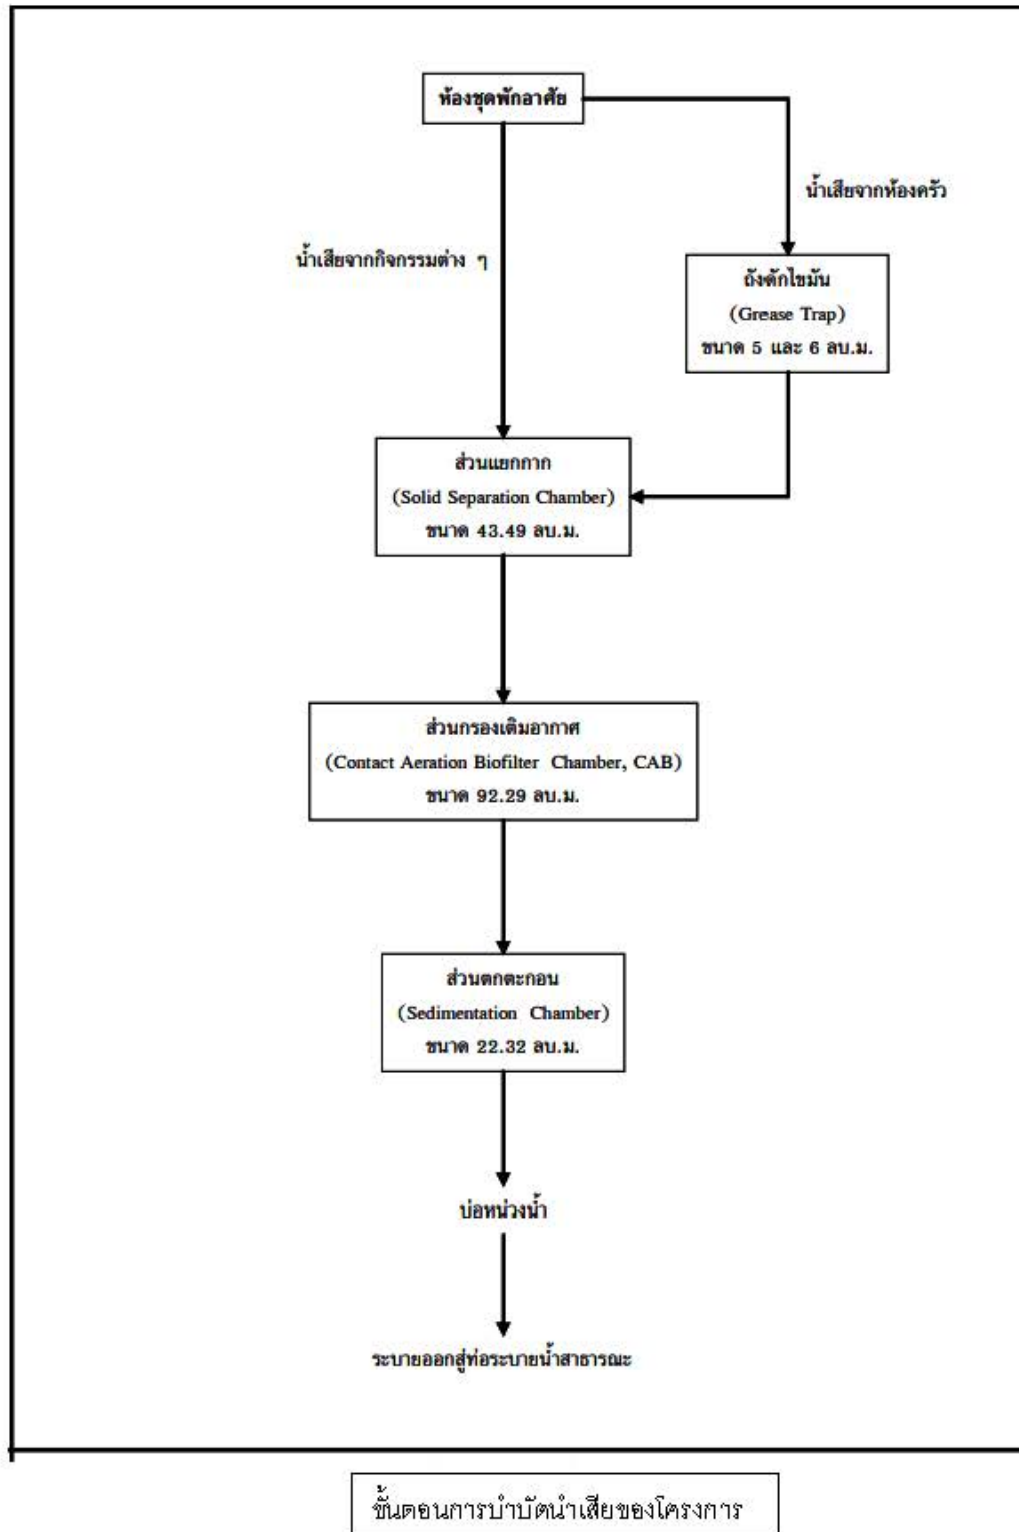 ห้องชุดพักอาศัย
น้ำเสียจากห้องครัว
น้ำเสียจากกิจกรรมต่าง ๆ
ถังดักไขมัน
(Grease Trap)
ขนาด 5 และ 6 ลบ.ม.
ส่วนแยกกาก
(Solid Separation Chamber)
ขนาด 43.49 ลบ.ม.
ส่วนกรองเติมอากาศ
(Contact Aeration Biofilter Chamber, CAB)
ขนาด 92.29 ลบ.ม.
ส่วนตกตะกอน
(Sedimentation Chamber)
ขนาด 22.32 ลบ.ม.
บ่อหน่วงน้ำ
ระบายออกสู่ท่อระบายน้ำสาธารณะ
ขั้นตอนการบำบัดน้ำเสียของโครงการ